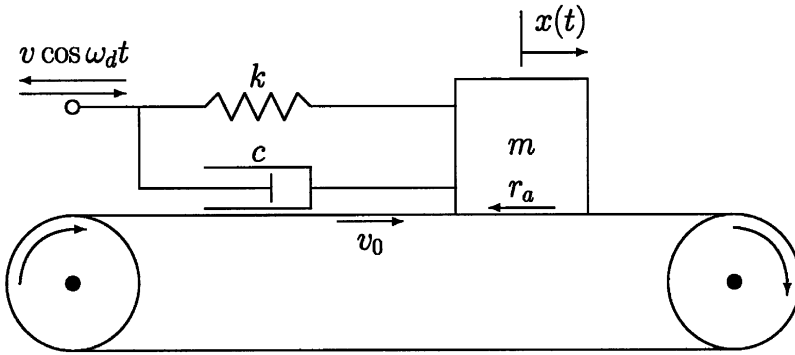 x(t)
v cos ω_d t
k
m
c
r_a
v_0